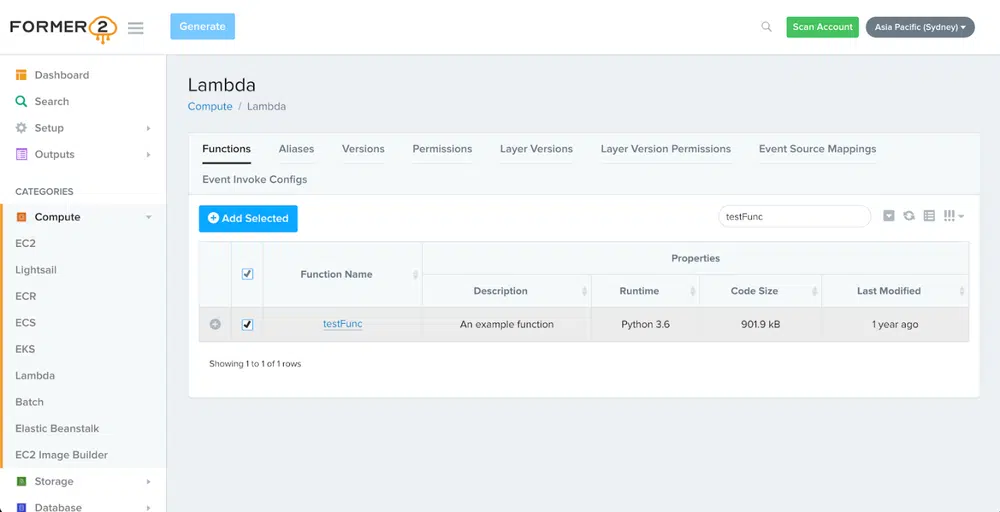 FORMER2
Generate
Scan Account
Asia Pacific (Sydney)
Dashboard
Search
Setup
Outputs
CATEGORIES
Compute
EC2
Lightsail
ECR
ECS
EKS
Lambda
Batch
Elastic Beanstalk
EC2 Image Builder
Storage
Database
Lambda
Compute / Lambda
Functions Aliases Versions Permissions Layer Versions Layer Version Permissions Event Source Mappings
Event Invoke Configs
Add Selected
testFunc
Function Name
Properties
Description Runtime Code Size Last Modified
testFunc An example function Python 3.6 901.9 kB 1 year ago
Showing 1 to 1 of 1 rows